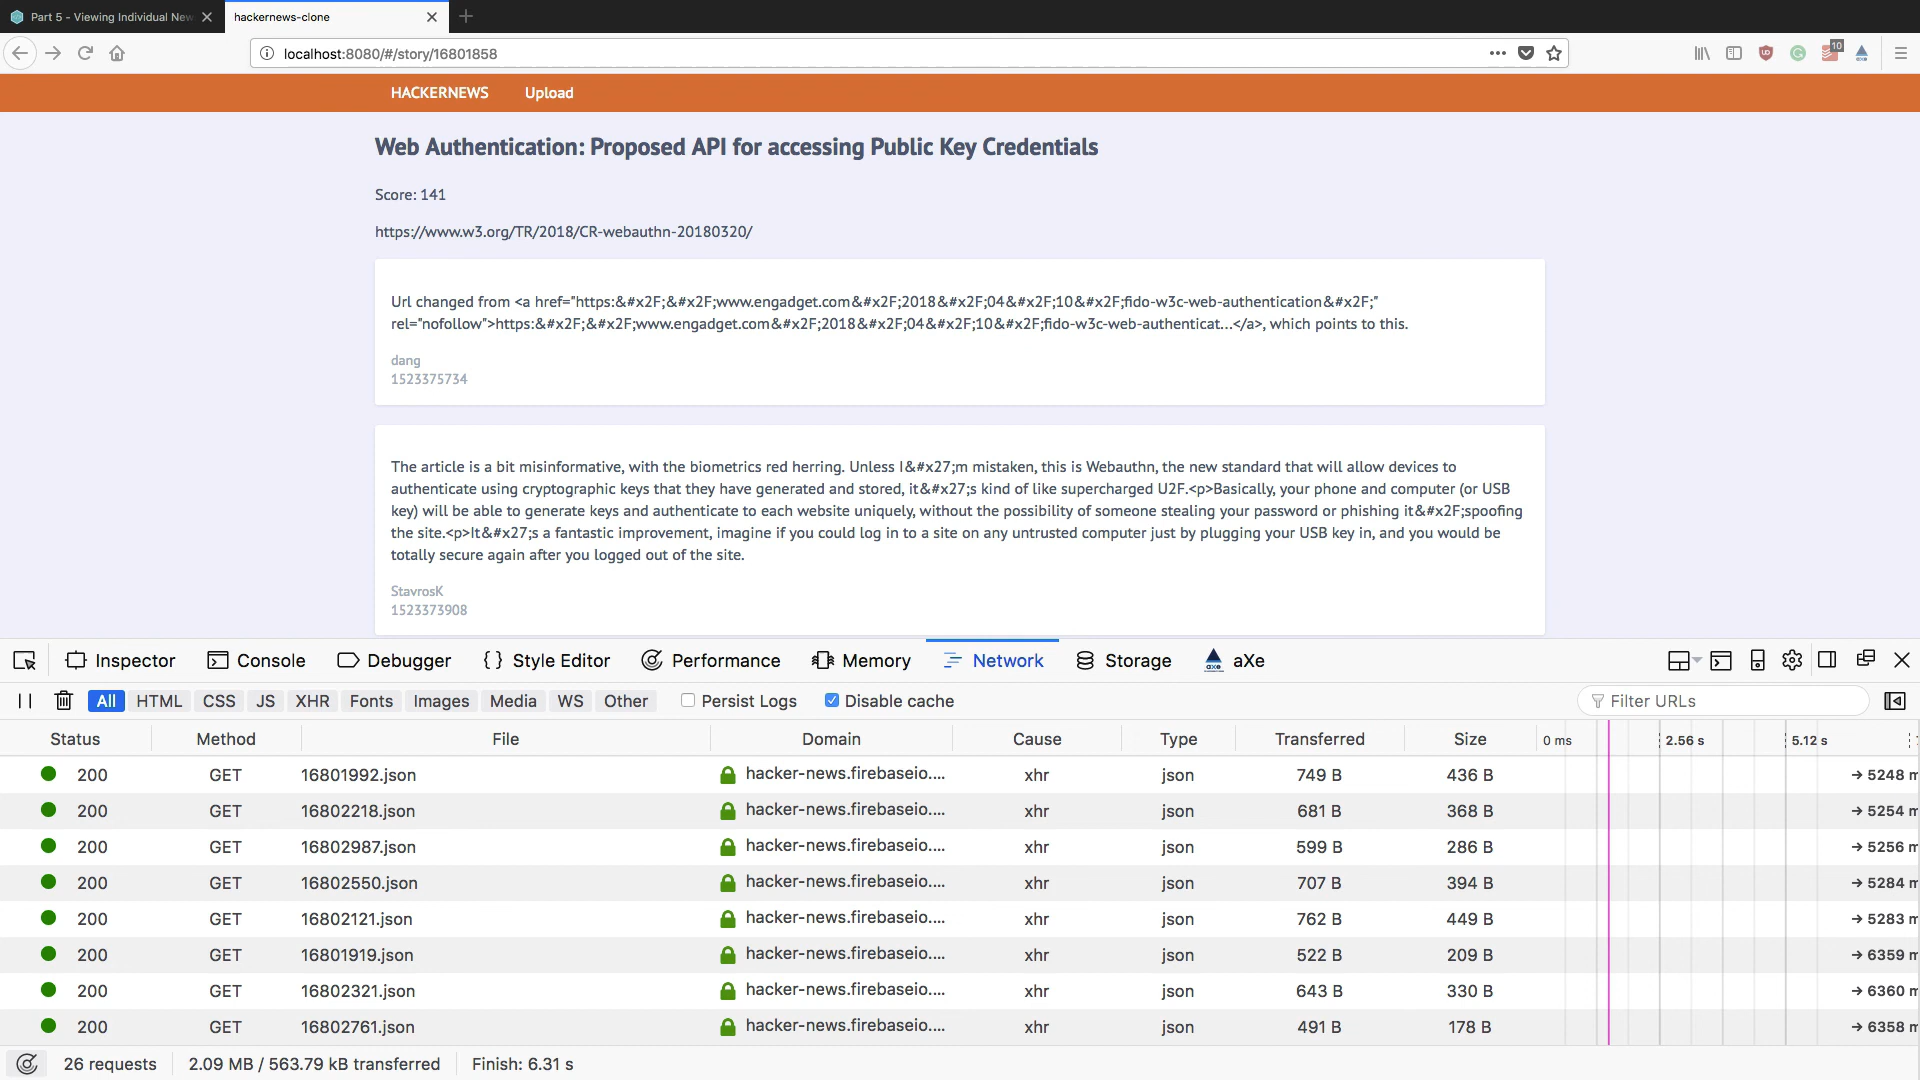 Part 5 - Viewing Individual New
hackernews-clone
localhost:8080/#/story/16801858
10
HACKERNEWS
Upload
Web Authentication: Proposed API for accessing Public Key Credentials
Score: 141
https://www.w3.org/TR/2018/CR-webauthn-20180320/
Url changed from <a href="https:&#x2F;&#x2F;www.engadget.com&#x2F;2018&#x2F;04&#x2F;10&#x2F;fido-w3c-web-authentication&#x2F;"
rel="nofollow">https:&#x2F;&#x2F;www.engadget.com&#x2F;2018&#x2F;04&#x2F;10&#x2F;fido-w3c-web-authenticat...</a>, which points to this.
dang
1523375734
The article is a bit misinformative, with the biometrics red herring. Unless I&#x27;m mistaken, this is Webauthn, the new standard that will allow devices to
authenticate using cryptographic keys that they have generated and stored, it&#x27;s kind of like supercharged U2F.<p>Basically, your phone and computer (or USB
key) will be able to generate keys and authenticate to each website uniquely, without the possibility of someone stealing your password or phishing it&#x2F;spoofing
the site.<p>It&#x27;s a fantastic improvement, imagine if you could log in to a site on any untrusted computer just by plugging your USB key in, and you would be
totally secure again after you logged out of the site.
StavrosK
1523373908
Inspector Console Debugger Style Editor Performance Memory Network Storage aXe
All HTML CSS JS XHR Fonts Images Media WS Other Persist Logs Disable cache Filter URLs
Status Method File Domain Cause Type Transferred Size 0 ms 2.56 s 5.12 s
200 GET 16801992.json hacker-news.firebaseio.... xhr json 749 B 436 B → 5248 m
200 GET 16802218.json hacker-news.firebaseio.... xhr json 681 B 368 B → 5254 m
200 GET 16802987.json hacker-news.firebaseio.... xhr json 599 B 286 B → 5256 m
200 GET 16802550.json hacker-news.firebaseio.... xhr json 707 B 394 B → 5284 m
200 GET 16802121.json hacker-news.firebaseio.... xhr json 762 B 449 B → 5283 m
200 GET 16801919.json hacker-news.firebaseio.... xhr json 522 B 209 B → 6359 m
200 GET 16802321.json hacker-news.firebaseio.... xhr json 643 B 330 B → 6360 m
200 GET 16802761.json hacker-news.firebaseio.... xhr json 491 B 178 B → 6358 m
26 requests 2.09 MB / 563.79 kB transferred Finish: 6.31 s